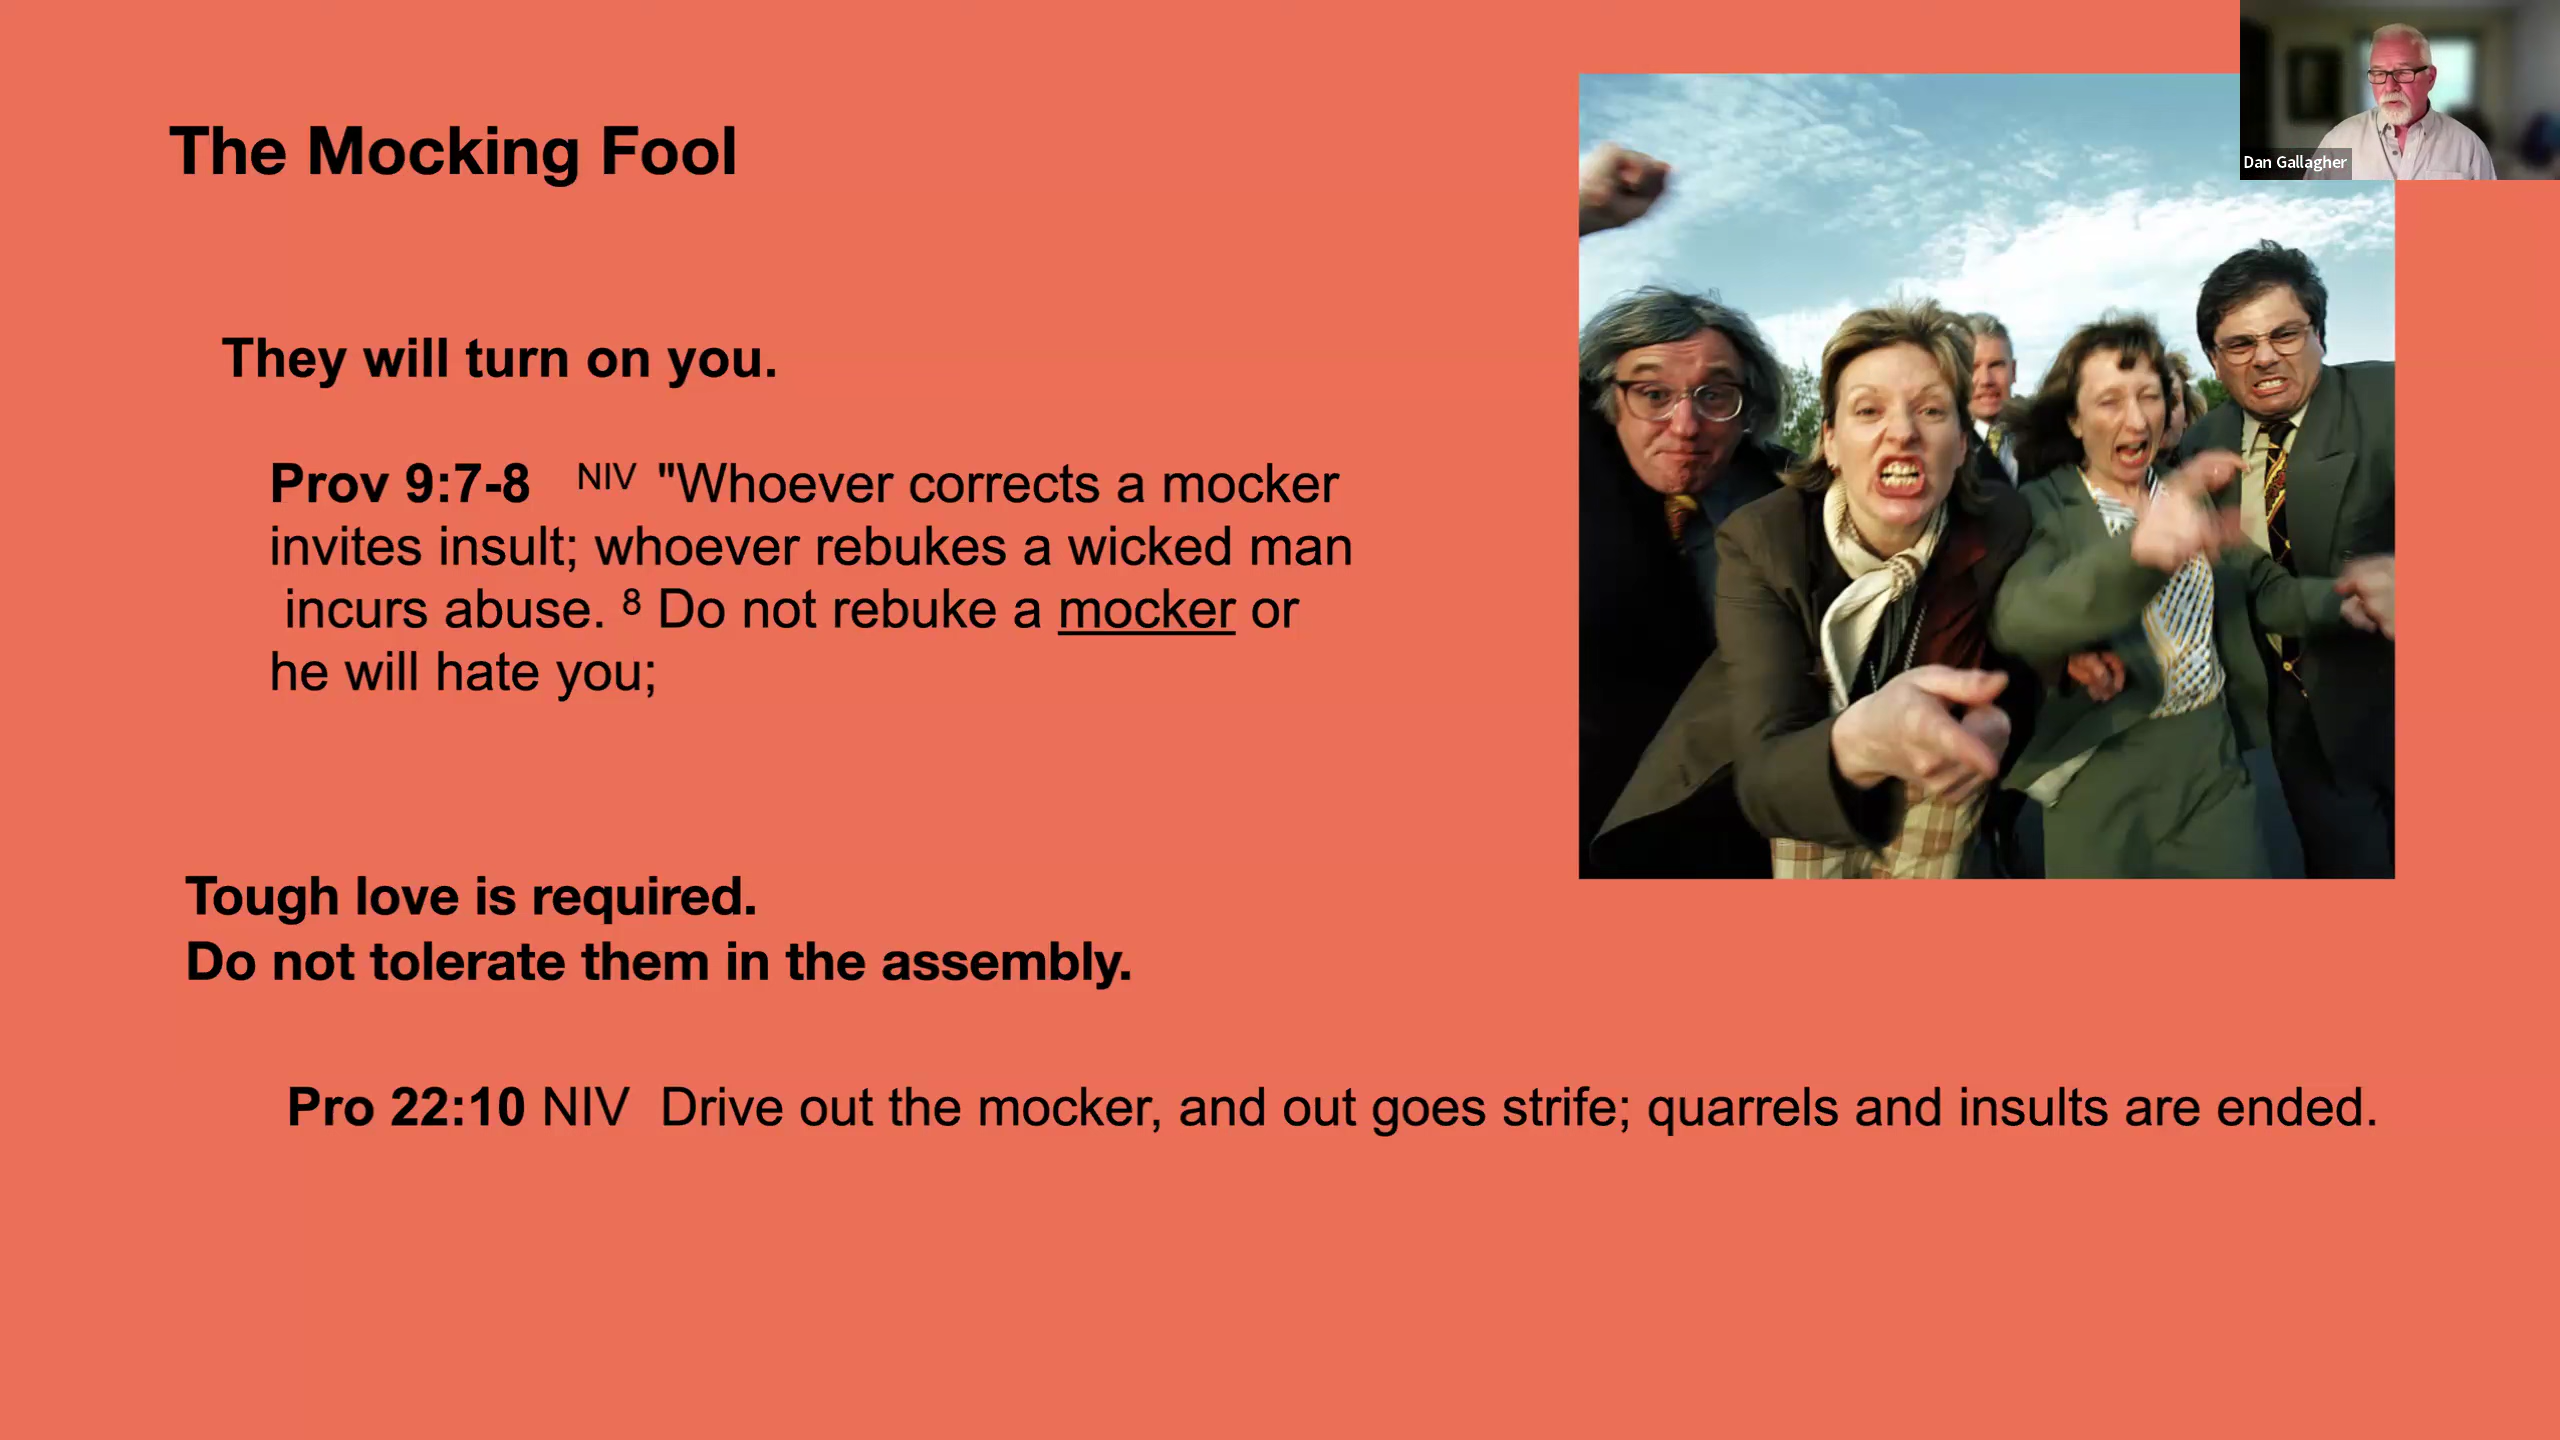 The Mocking Fool
Dan Gallagher
They will turn on you.
Prov 9:7-8 NIV "Whoever corrects a mocker
invites insult; whoever rebukes a wicked man
incurs abuse. 8 Do not rebuke a mocker or
he will hate you;
Tough love is required.
Do not tolerate them in the assembly.
Pro 22:10 NIV Drive out the mocker, and out goes strife; quarrels and insults are ended.